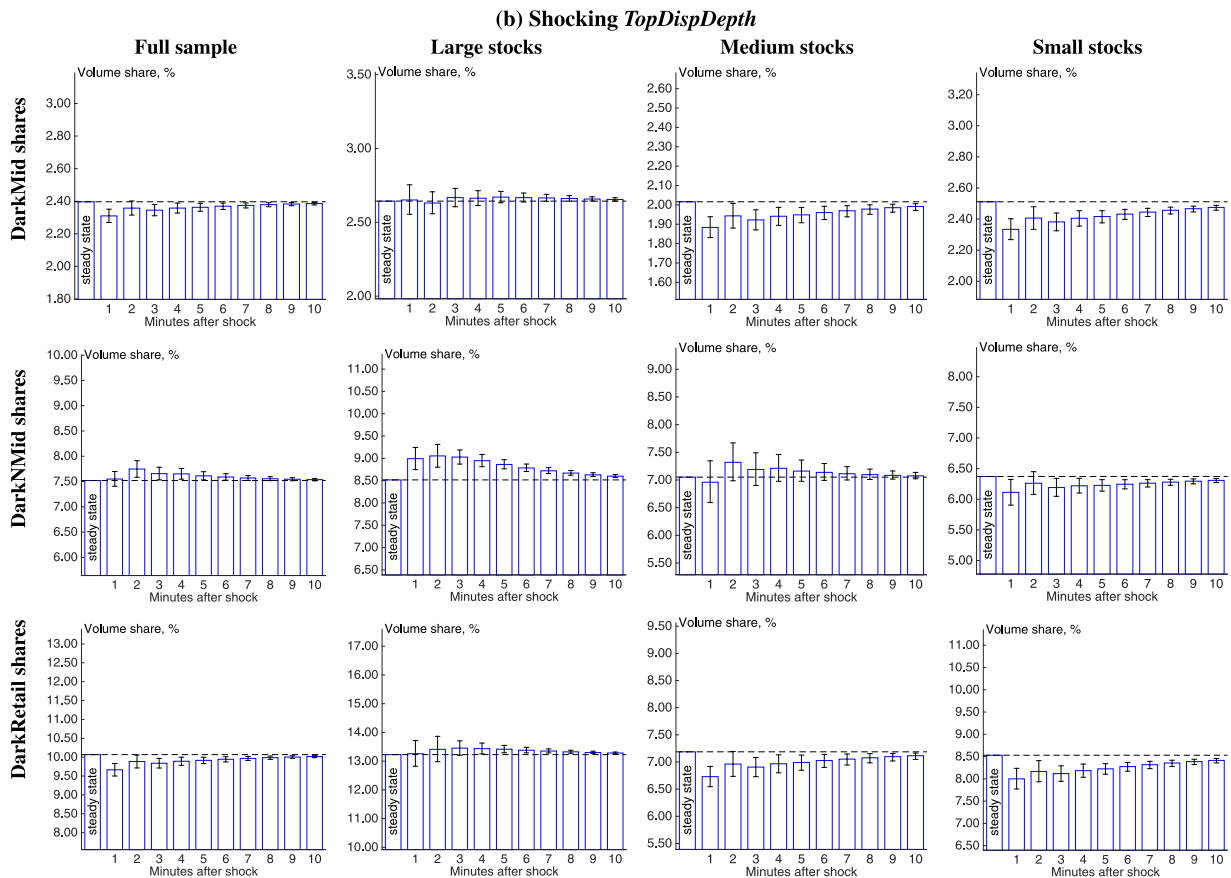 (b) Shocking TopDispDepth
Full sample
Large stocks
Medium stocks
Small stocks
DarkMid shares
Volume share, %
3.00
2.80
2.60
2.40
2.20
2.00
1.80
steady state
1 2 3 4 5 6 7 8 9 10
Minutes after shock
Volume share, %
3.50
3.00
2.50
2.00
steady state
1 2 3 4 5 6 7 8 9 10
Minutes after shock
Volume share, %
2.60
2.50
2.40
2.30
2.20
2.10
2.00
1.90
1.80
1.70
1.60
steady state
1 2 3 4 5 6 7 8 9 10
Minutes after shock
Volume share, %
3.20
3.00
2.80
2.60
2.40
2.20
2.00
steady state
1 2 3 4 5 6 7 8 9 10
Minutes after shock
DarkNMid shares
Volume share, %
10.00
9.50
9.00
8.50
8.00
7.50
7.00
6.50
6.00
steady state
1 2 3 4 5 6 7 8 9 10
Minutes after shock
Volume share, %
11.00
10.50
10.00
9.50
9.00
8.50
8.00
7.50
7.00
6.50
steady state
1 2 3 4 5 6 7 8 9 10
Minutes after shock
Volume share, %
9.00
8.50
8.00
7.50
7.00
6.50
6.00
5.50
steady state
1 2 3 4 5 6 7 8 9 10
Minutes after shock
Volume share, %
8.00
7.50
7.00
6.50
6.00
5.50
5.00
steady state
1 2 3 4 5 6 7 8 9 10
Minutes after shock
DarkRetail shares
Volume share, %
13.00
12.50
12.00
11.50
11.00
10.50
10.00
9.50
9.00
8.50
8.00
steady state
1 2 3 4 5 6 7 8 9 10
Minutes after shock
Volume share, %
17.00
16.00
15.00
14.00
13.00
12.00
11.00
10.00
steady state
1 2 3 4 5 6 7 8 9 10
Minutes after shock
Volume share, %
9.50
9.00
8.50
8.00
7.50
7.00
6.50
6.00
5.50
steady state
1 2 3 4 5 6 7 8 9 10
Minutes after shock
Volume share, %
11.00
10.50
10.00
9.50
9.00
8.50
8.00
7.50
7.00
6.50
steady state
1 2 3 4 5 6 7 8 9 10
Minutes after shock